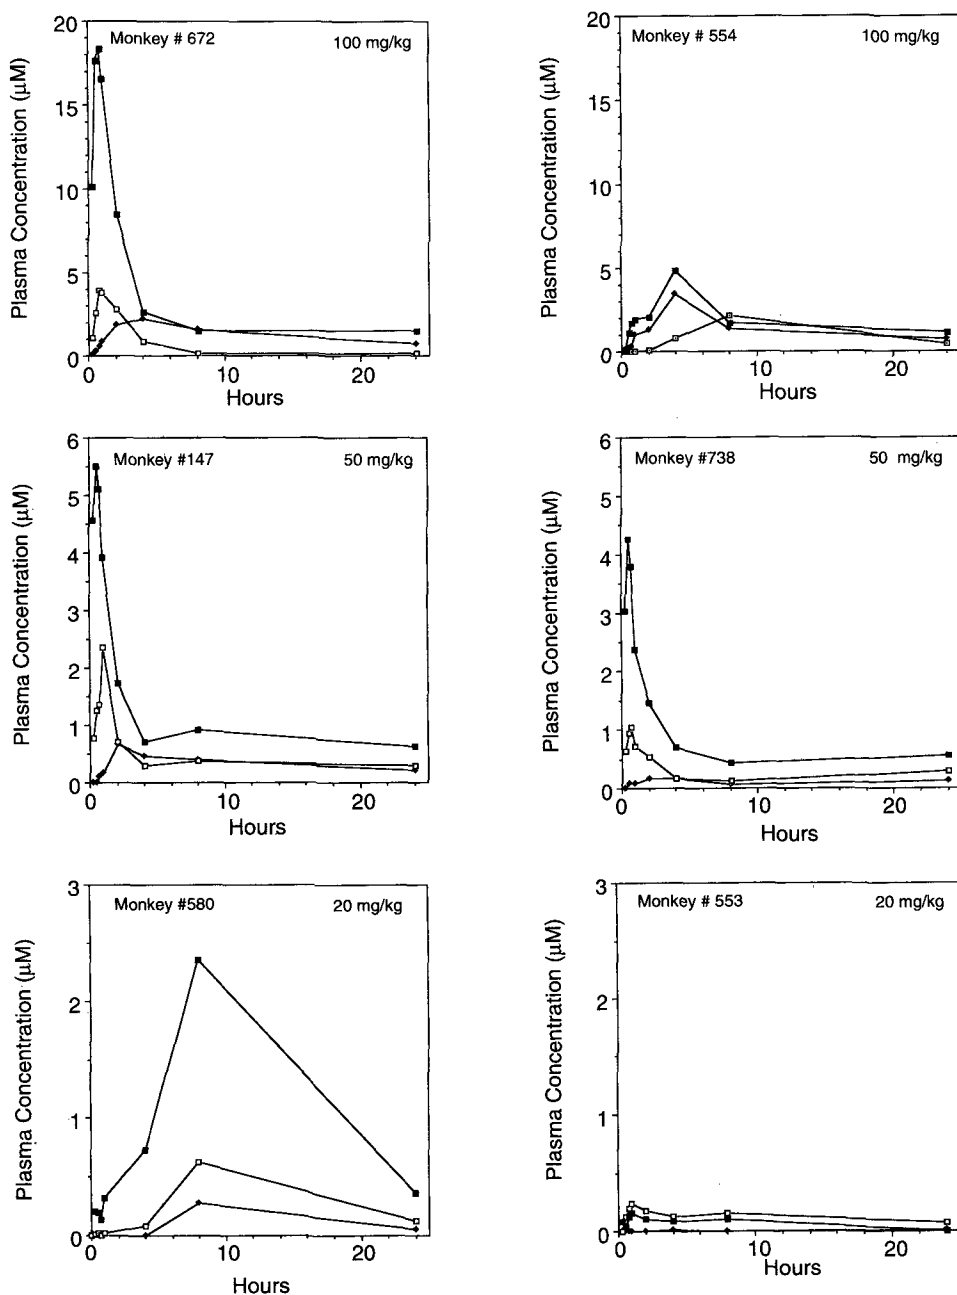 Monkey # 672 100 mg/kg
Plasma Concentration (µM)
20
15
10
5
0
0 10 20
Hours
Monkey # 554 100 mg/kg
Plasma Concentration (µM)
20
15
10
5
0
0 10 20
Hours
Monkey #147 50 mg/kg
Plasma Concentration (µM)
6
5
4
3
2
1
0
0 10 20
Hours
Monkey #738 50 mg/kg
Plasma Concentration (µM)
6
5
4
3
2
1
0
0 10 20
Hours
Monkey #580 20 mg/kg
Plasma Concentration (µM)
3
2
1
0
0 10 20
Hours
Monkey # 553 20 mg/kg
Plasma Concentration (µM)
3
2
1
0
0 10 20
Hours